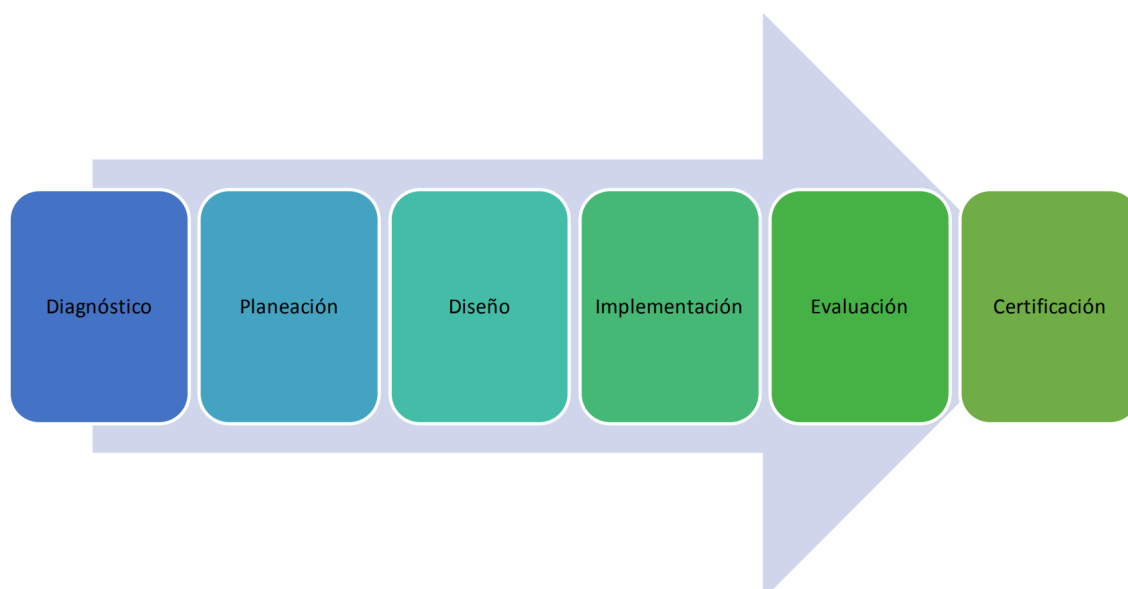 Diagnóstico
Planeación
Diseño
Implementación
Evaluación
Certificación